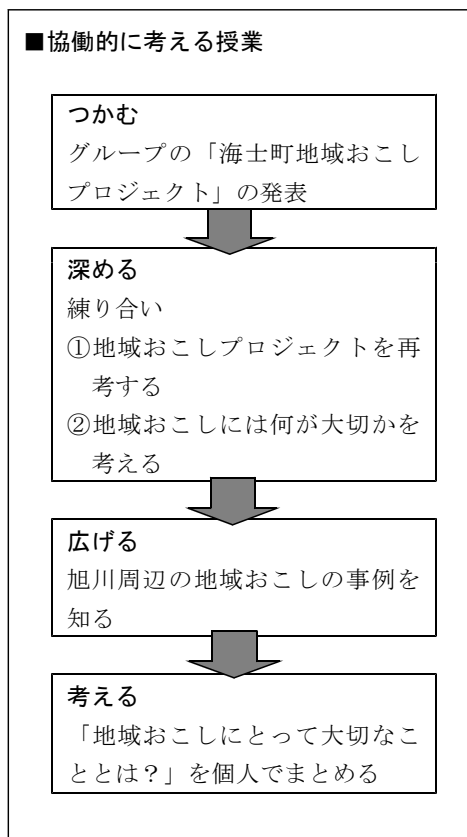 ■協働的に考える授業
つかむ
グループの「海士町地域おこし
プロジェクト」の発表
深める
練り合い
①地域おこしプロジェクトを再
考する
②地域おこしには何が大切かを
考える
広げる
旭川周辺の地域おこしの事例を
知る
考える
「地域おこしにとって大切なこ
ととは？」を個人でまとめる